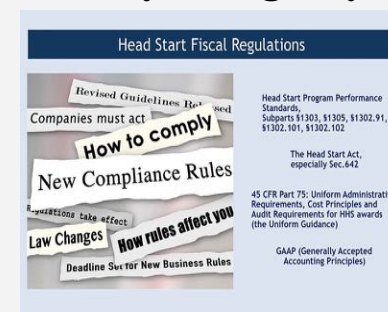 Head Start Fiscal Regulations
Revised Guidelines
Companies must act
How to comply
New Compliance Rules
take effect
Law Changes
How rules affect you
Deadline Set for New Business Rules
Head Start Program Performance
Standards,
Subparts §1303, §1305, §1302.91,
§1302.101, §1302.102
The Head Start Act,
especially Sec.642
45 CFR Part 75: Uniform Administrati
Requirements, Cost Principles and
Audit Requirements for HHS awards
(the Uniform Guidance)
GAAP (Generally Accepted
Accounting Principles)